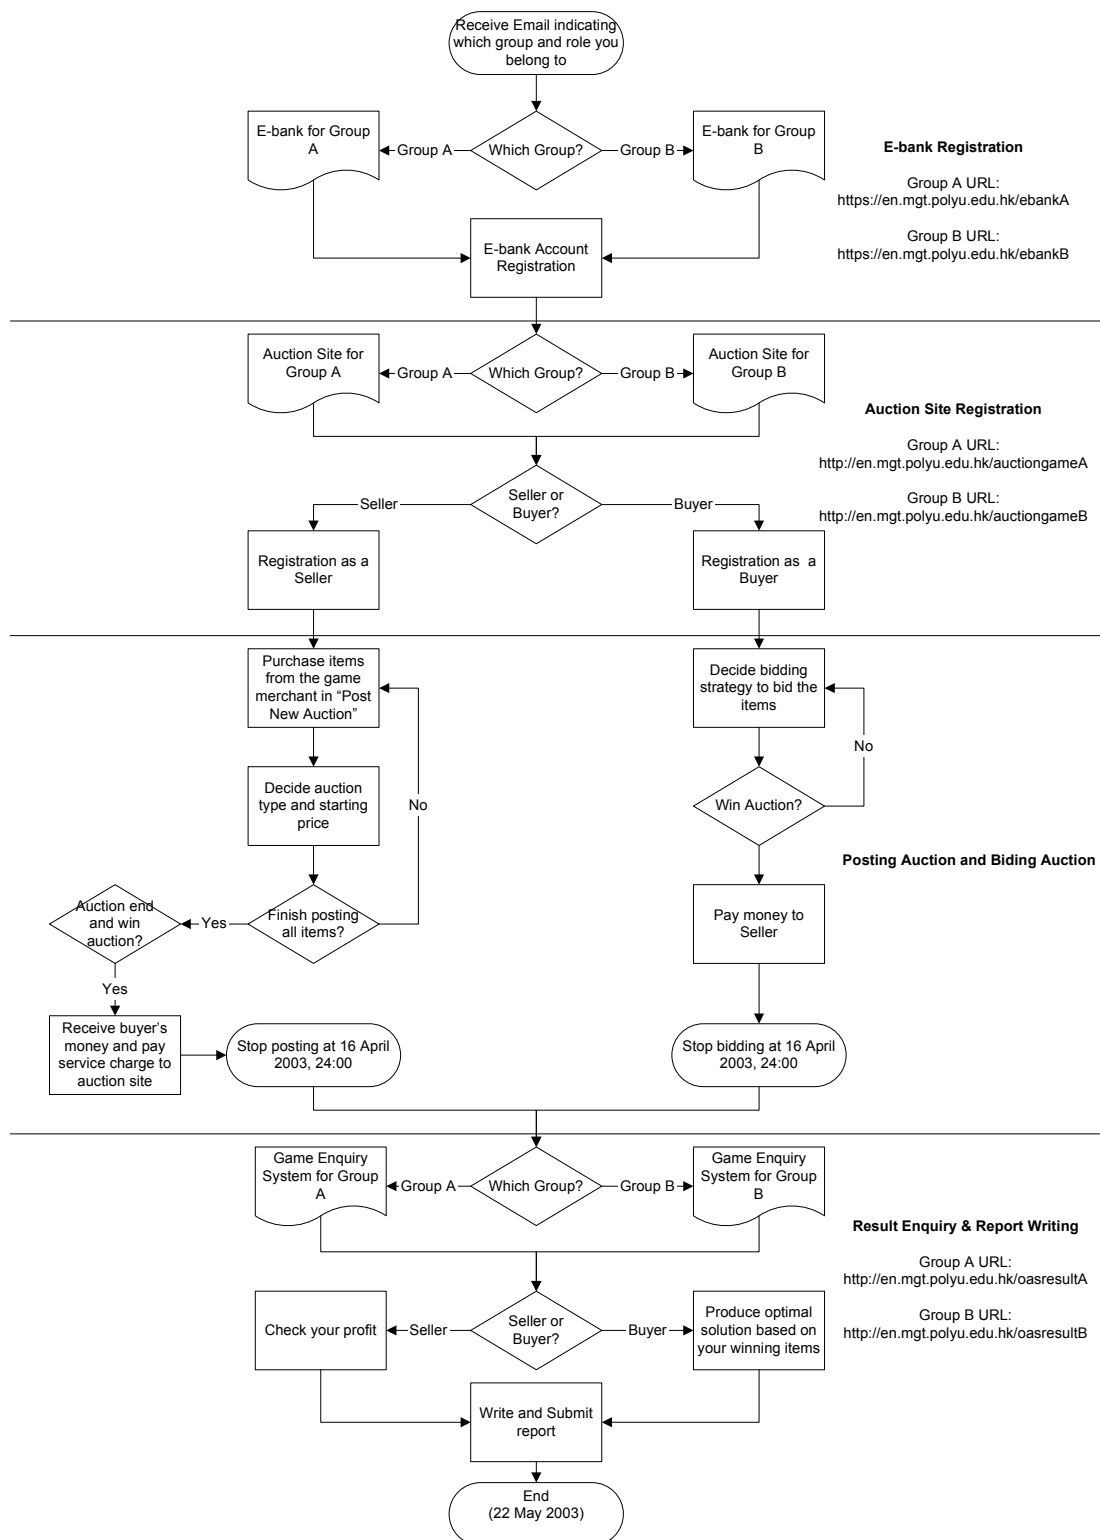 Receive Email indicating
which group and role you
belong to
E-bank for Group
A
Group A
Which Group?
Group B
E-bank for Group
B
E-bank Registration
Group A URL:
https://en.mgt.polyu.edu.hk/ebankA
Group B URL:
https://en.mgt.polyu.edu.hk/ebankB
E-bank Account
Registration
Auction Site for
Group A
Group A
Which Group?
Group B
Auction Site for
Group B
Auction Site Registration
Group A URL:
http://en.mgt.polyu.edu.hk/auctiongameA
Group B URL:
http://en.mgt.polyu.edu.hk/auctiongameB
Seller
Seller or
Buyer?
Buyer
Registration as a
Seller
Registration as a
Buyer
Purchase items
from the game
merchant in “Post
New Auction”
Decide bidding
strategy to bid the
items
No
Decide auction
type and starting
price
No
Win Auction?
Posting Auction and Biding Auction
Auction end
and win
auction?
Yes
Finish posting
all items?
Pay money to
Seller
Yes
Receive buyer's
money and pay
service charge to
auction site
Stop posting at 16 April
2003, 24:00
Stop bidding at 16 April
2003, 24:00
Game Enquiry
System for Group
A
Group A
Which Group?
Group B
Game Enquiry
System for Group
B
Result Enquiry & Report Writing
Group A URL:
http://en.mgt.polyu.edu.hk/oasresultA
Group B URL:
http://en.mgt.polyu.edu.hk/oasresultB
Check your profit
Seller
Seller or
Buyer?
Buyer
Produce optimal
solution based on
your winning items
Write and Submit
report
End
(22 May 2003)